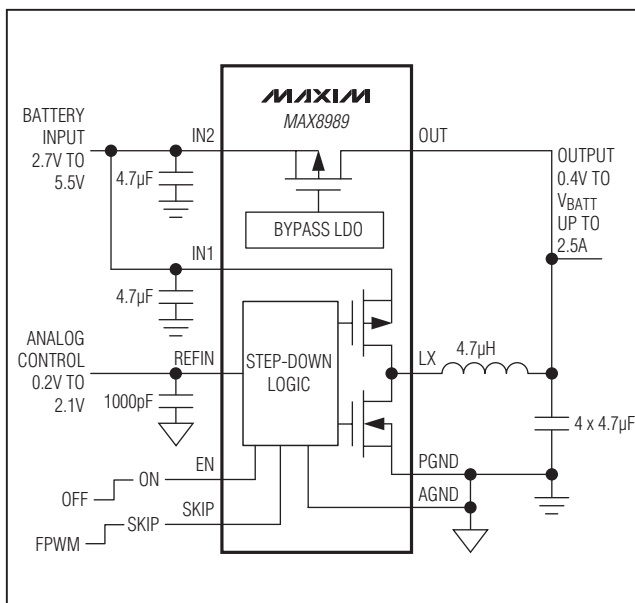 MAXIM
MAX8989
BATTERY
INPUT
2.7V TO
5.5V
IN2
OUT
4.7µF
BYPASS LDO
OUTPUT
0.4V TO
VBATT
UP TO
2.5A
IN1
4.7µF
ANALOG
CONTROL
0.2V TO
2.1V
REFIN
1000pF
STEP-DOWN
LOGIC
LX
4.7µH
4 x 4.7µF
PGND
AGND
EN
OFF
ON
SKIP
FPWM
SKIP